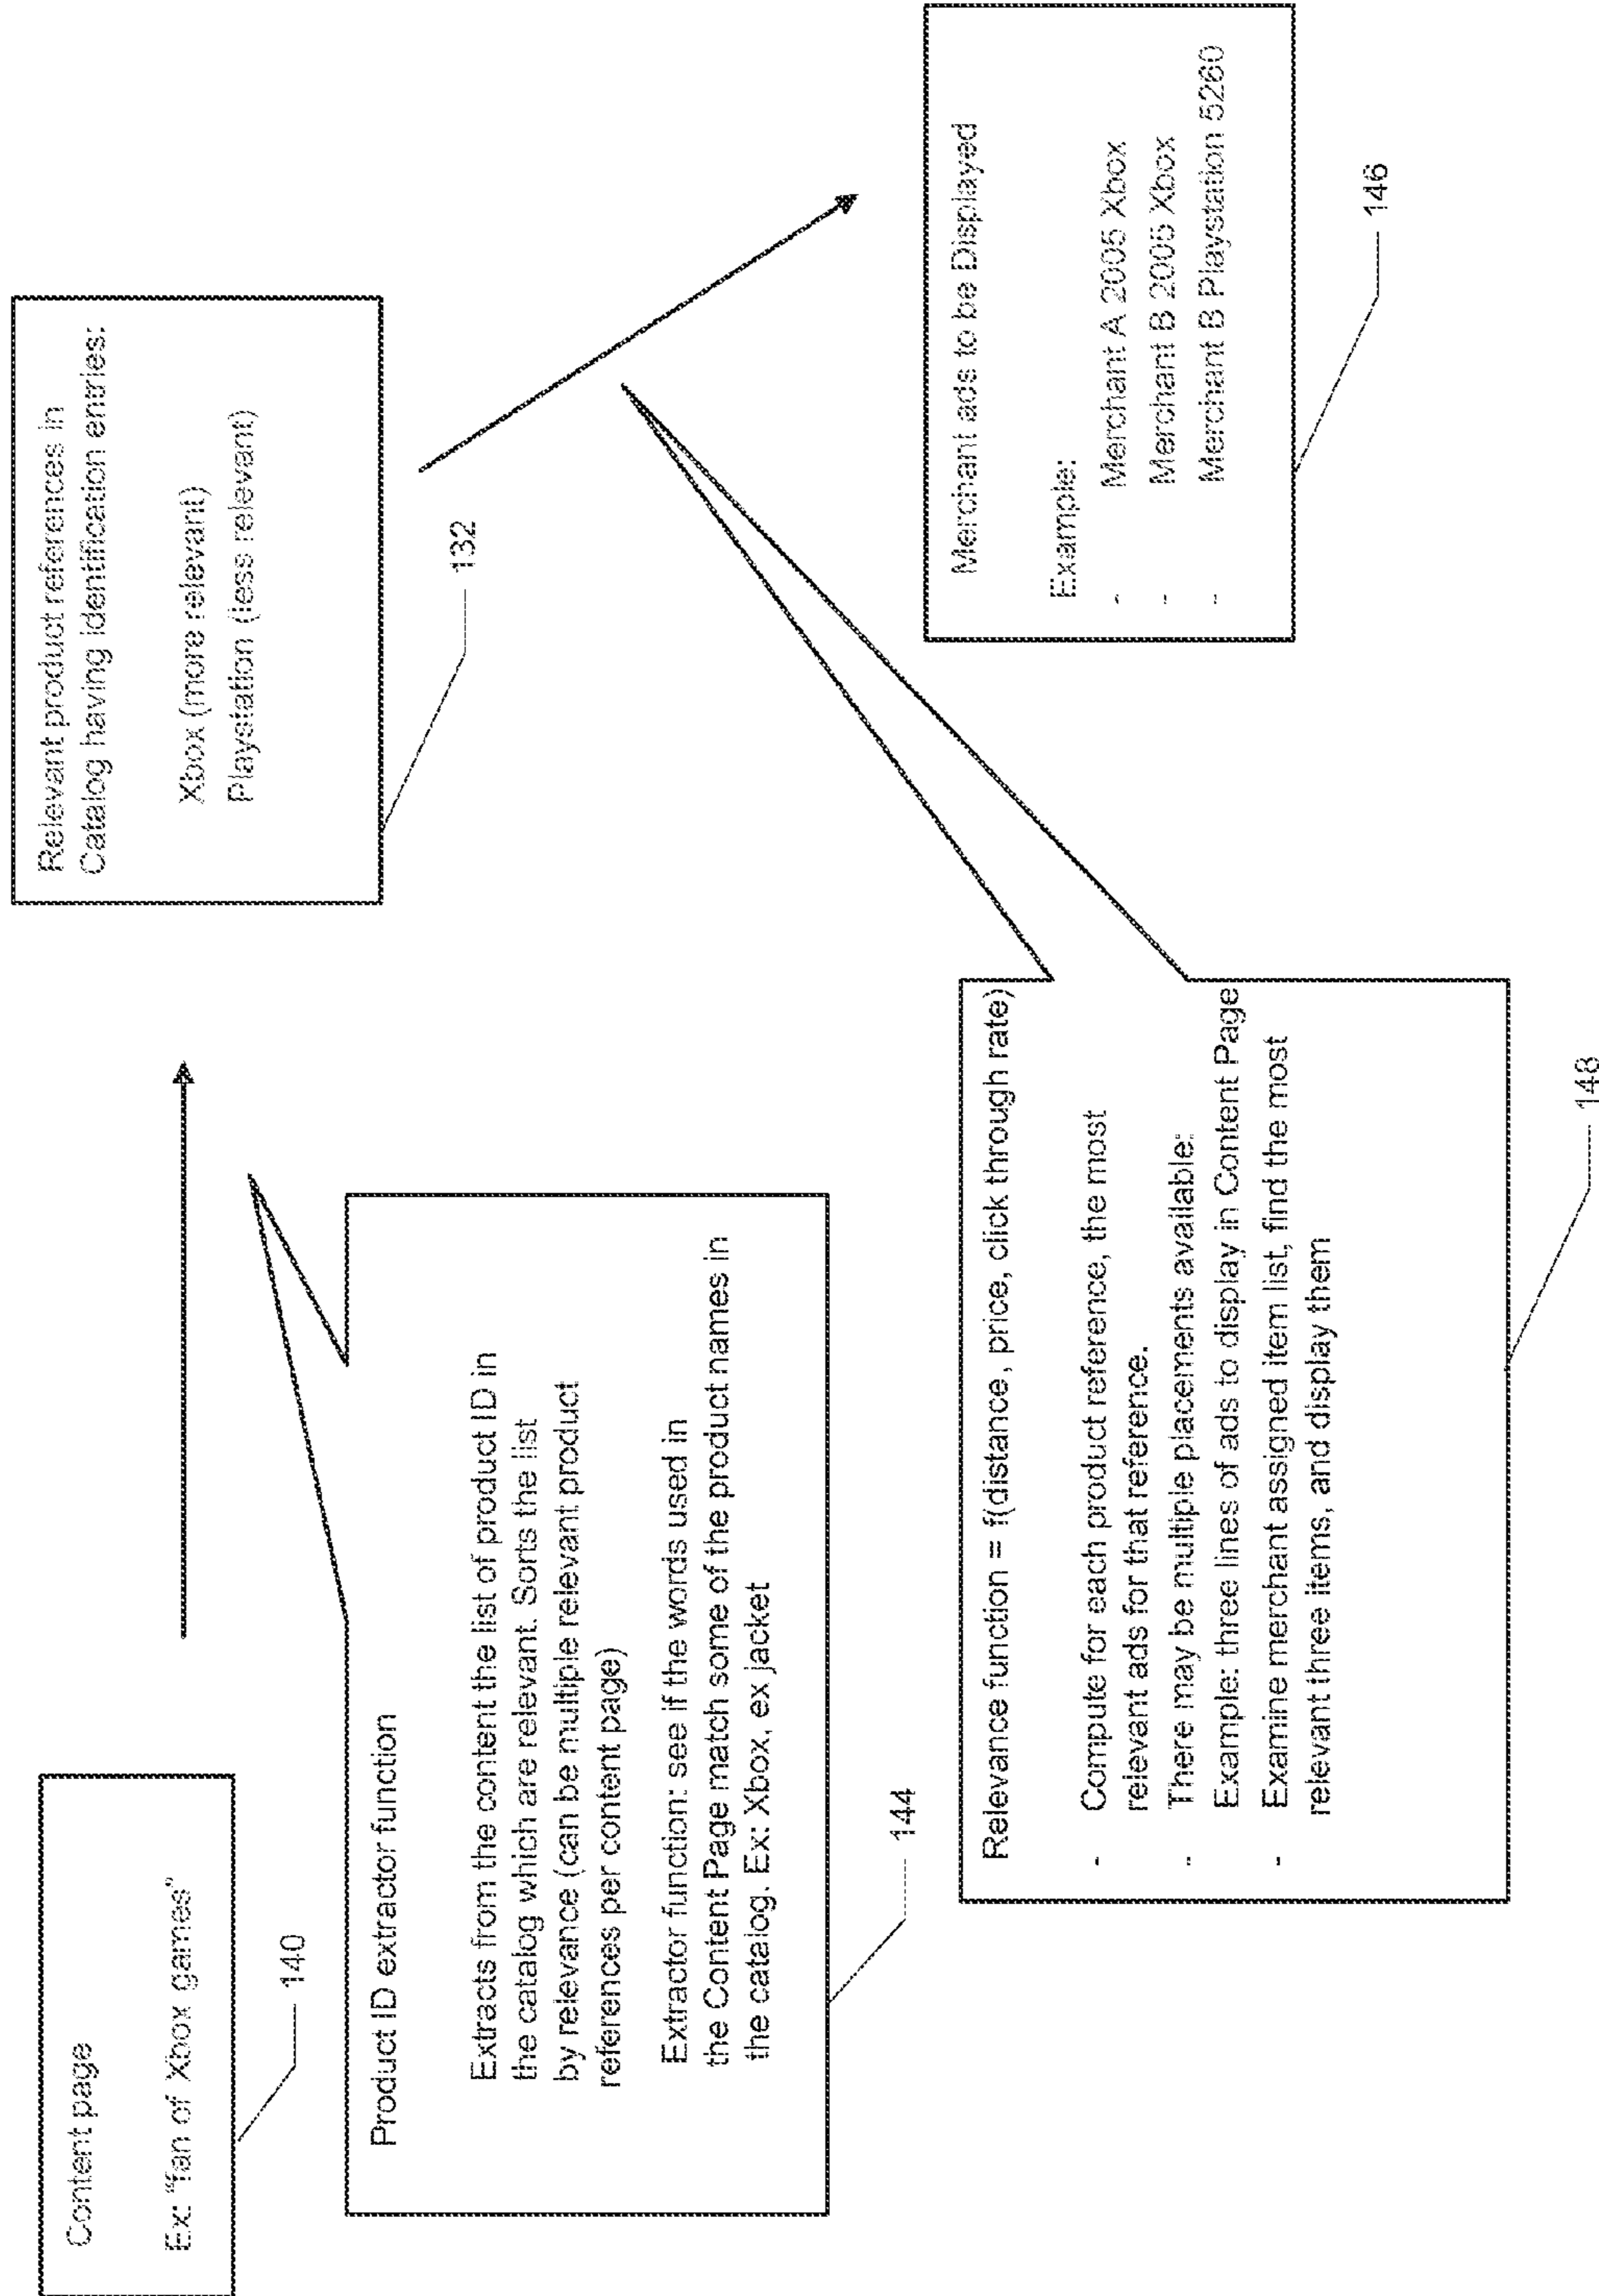 Content page
Ex: "fan of Xbox games"
140
Relevant product references in
Catalog having identification entries:
Xbox (more relevant)
Playstation (less relevant)
132
Product ID extractor function
Extracts from the content the list of product ID in
the catalog which are relevant. Sorts the list
by relevance (can be multiple relevant product
references per content page)
Extractor function: see if the words used in
the Content Page match some of the product names in
the catalog. Ex: Xbox, ex jacket
144
Relevance function = f(distance, price, click through rate)
- Compute for each product reference, the most
relevant ads for that reference.
- There may be multiple placements available:
Example: three lines of ads to display in Content Page
- Examine merchant assigned item list, find the most
relevant three items, and display them
148
Merchant ads to be Displayed
Example:
- Merchant A 2005 Xbox
- Merchant B 2005 Xbox
- Merchant B Playstation 5260
146